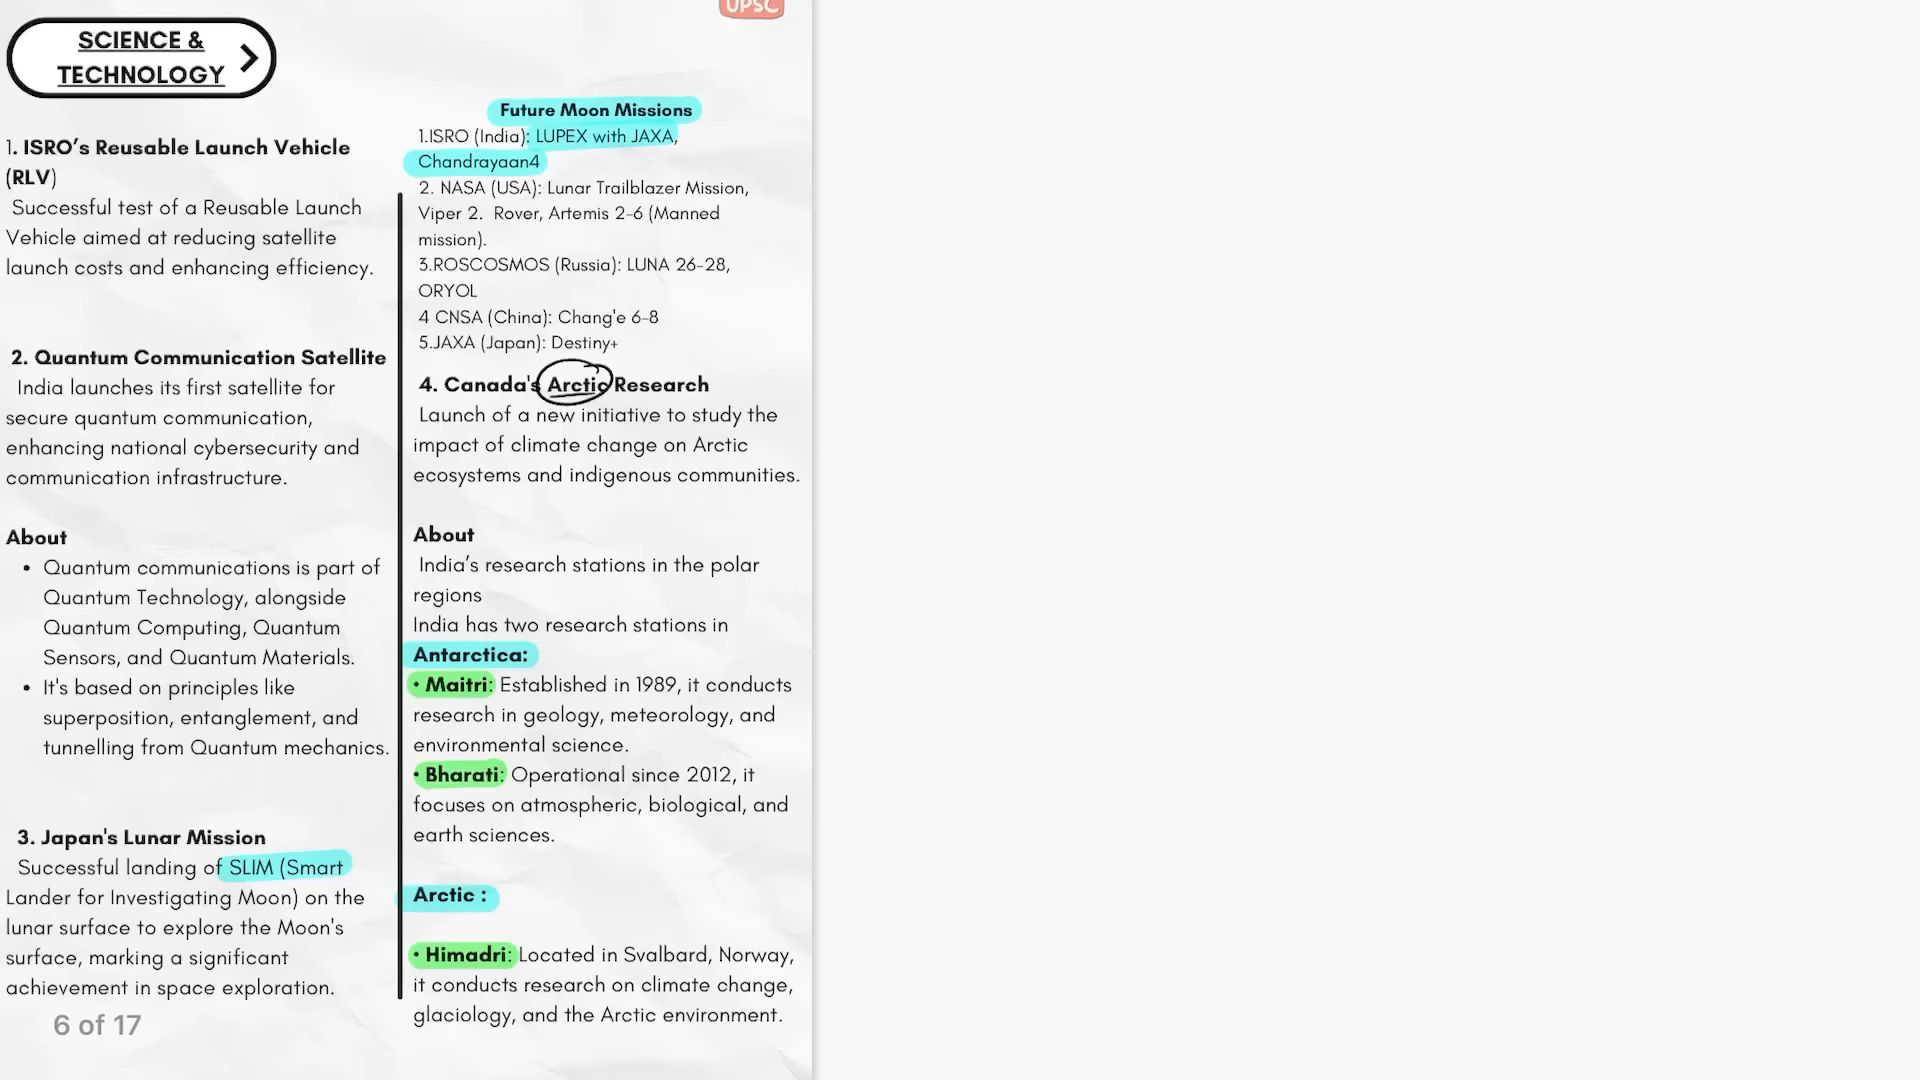 UPSC
SCIENCE &
TECHNOLOGY
1. ISRO’s Reusable Launch Vehicle
(RLV)
Successful test of a Reusable Launch
Vehicle aimed at reducing satellite
launch costs and enhancing efficiency.
2. Quantum Communication Satellite
India launches its first satellite for
secure quantum communication,
enhancing national cybersecurity and
communication infrastructure.
About
• Quantum communications is part of
Quantum Technology, alongside
Quantum Computing, Quantum
Sensors, and Quantum Materials.
• It's based on principles like
superposition, entanglement, and
tunnelling from Quantum mechanics.
3. Japan's Lunar Mission
Successful landing of SLIM (Smart
Lander for Investigating Moon) on the
lunar surface to explore the Moon's
surface, marking a significant
achievement in space exploration.
6 of 17
Future Moon Missions
1.ISRO (India): LUPEX with JAXA,
Chandrayaan4
2. NASA (USA): Lunar Trailblazer Mission,
Viper 2. Rover, Artemis 2-6 (Manned
mission).
3.ROSCOSMOS (Russia): LUNA 26-28,
ORYOL
4 CNSA (China): Chang'e 6-8
5.JAXA (Japan): Destiny+
4. Canada's Arctic Research
Launch of a new initiative to study the
impact of climate change on Arctic
ecosystems and indigenous communities.
About
India’s research stations in the polar
regions
India has two research stations in
Antarctica:
• Maitri: Established in 1989, it conducts
research in geology, meteorology, and
environmental science.
• Bharati: Operational since 2012, it
focuses on atmospheric, biological, and
earth sciences.
Arctic :
• Himadri: Located in Svalbard, Norway,
it conducts research on climate change,
glaciology, and the Arctic environment.